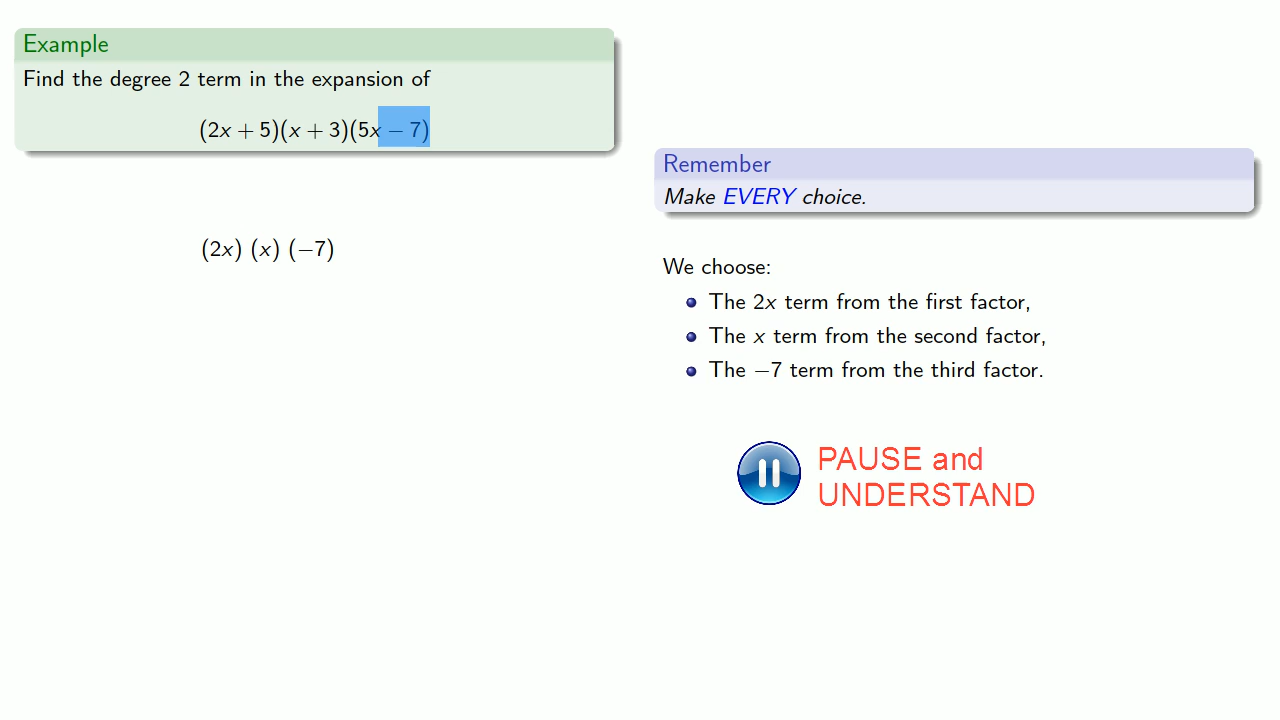 Example
Find the degree 2 term in the expansion of
(2x + 5)(x + 3)(5x − 7)
(2x) (x) (−7)
Remember
Make EVERY choice.
We choose:
The 2x term from the first factor,
The x term from the second factor,
The −7 term from the third factor.
PAUSE and
UNDERSTAND